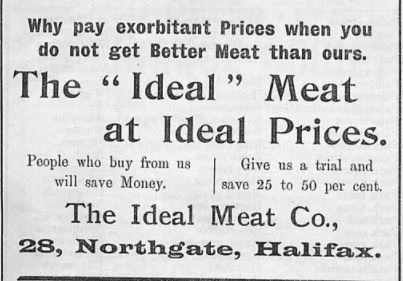 Why pay exorbitant Prices when you
do not get Better Meat than ours.
The "Ideal" Meat
at Ideal Prices.
People who buy from us
will save Money.
Give us a trial and
save 25 to 50 per cent.
The Ideal Meat Co.,
28, Northgate, Halifax.